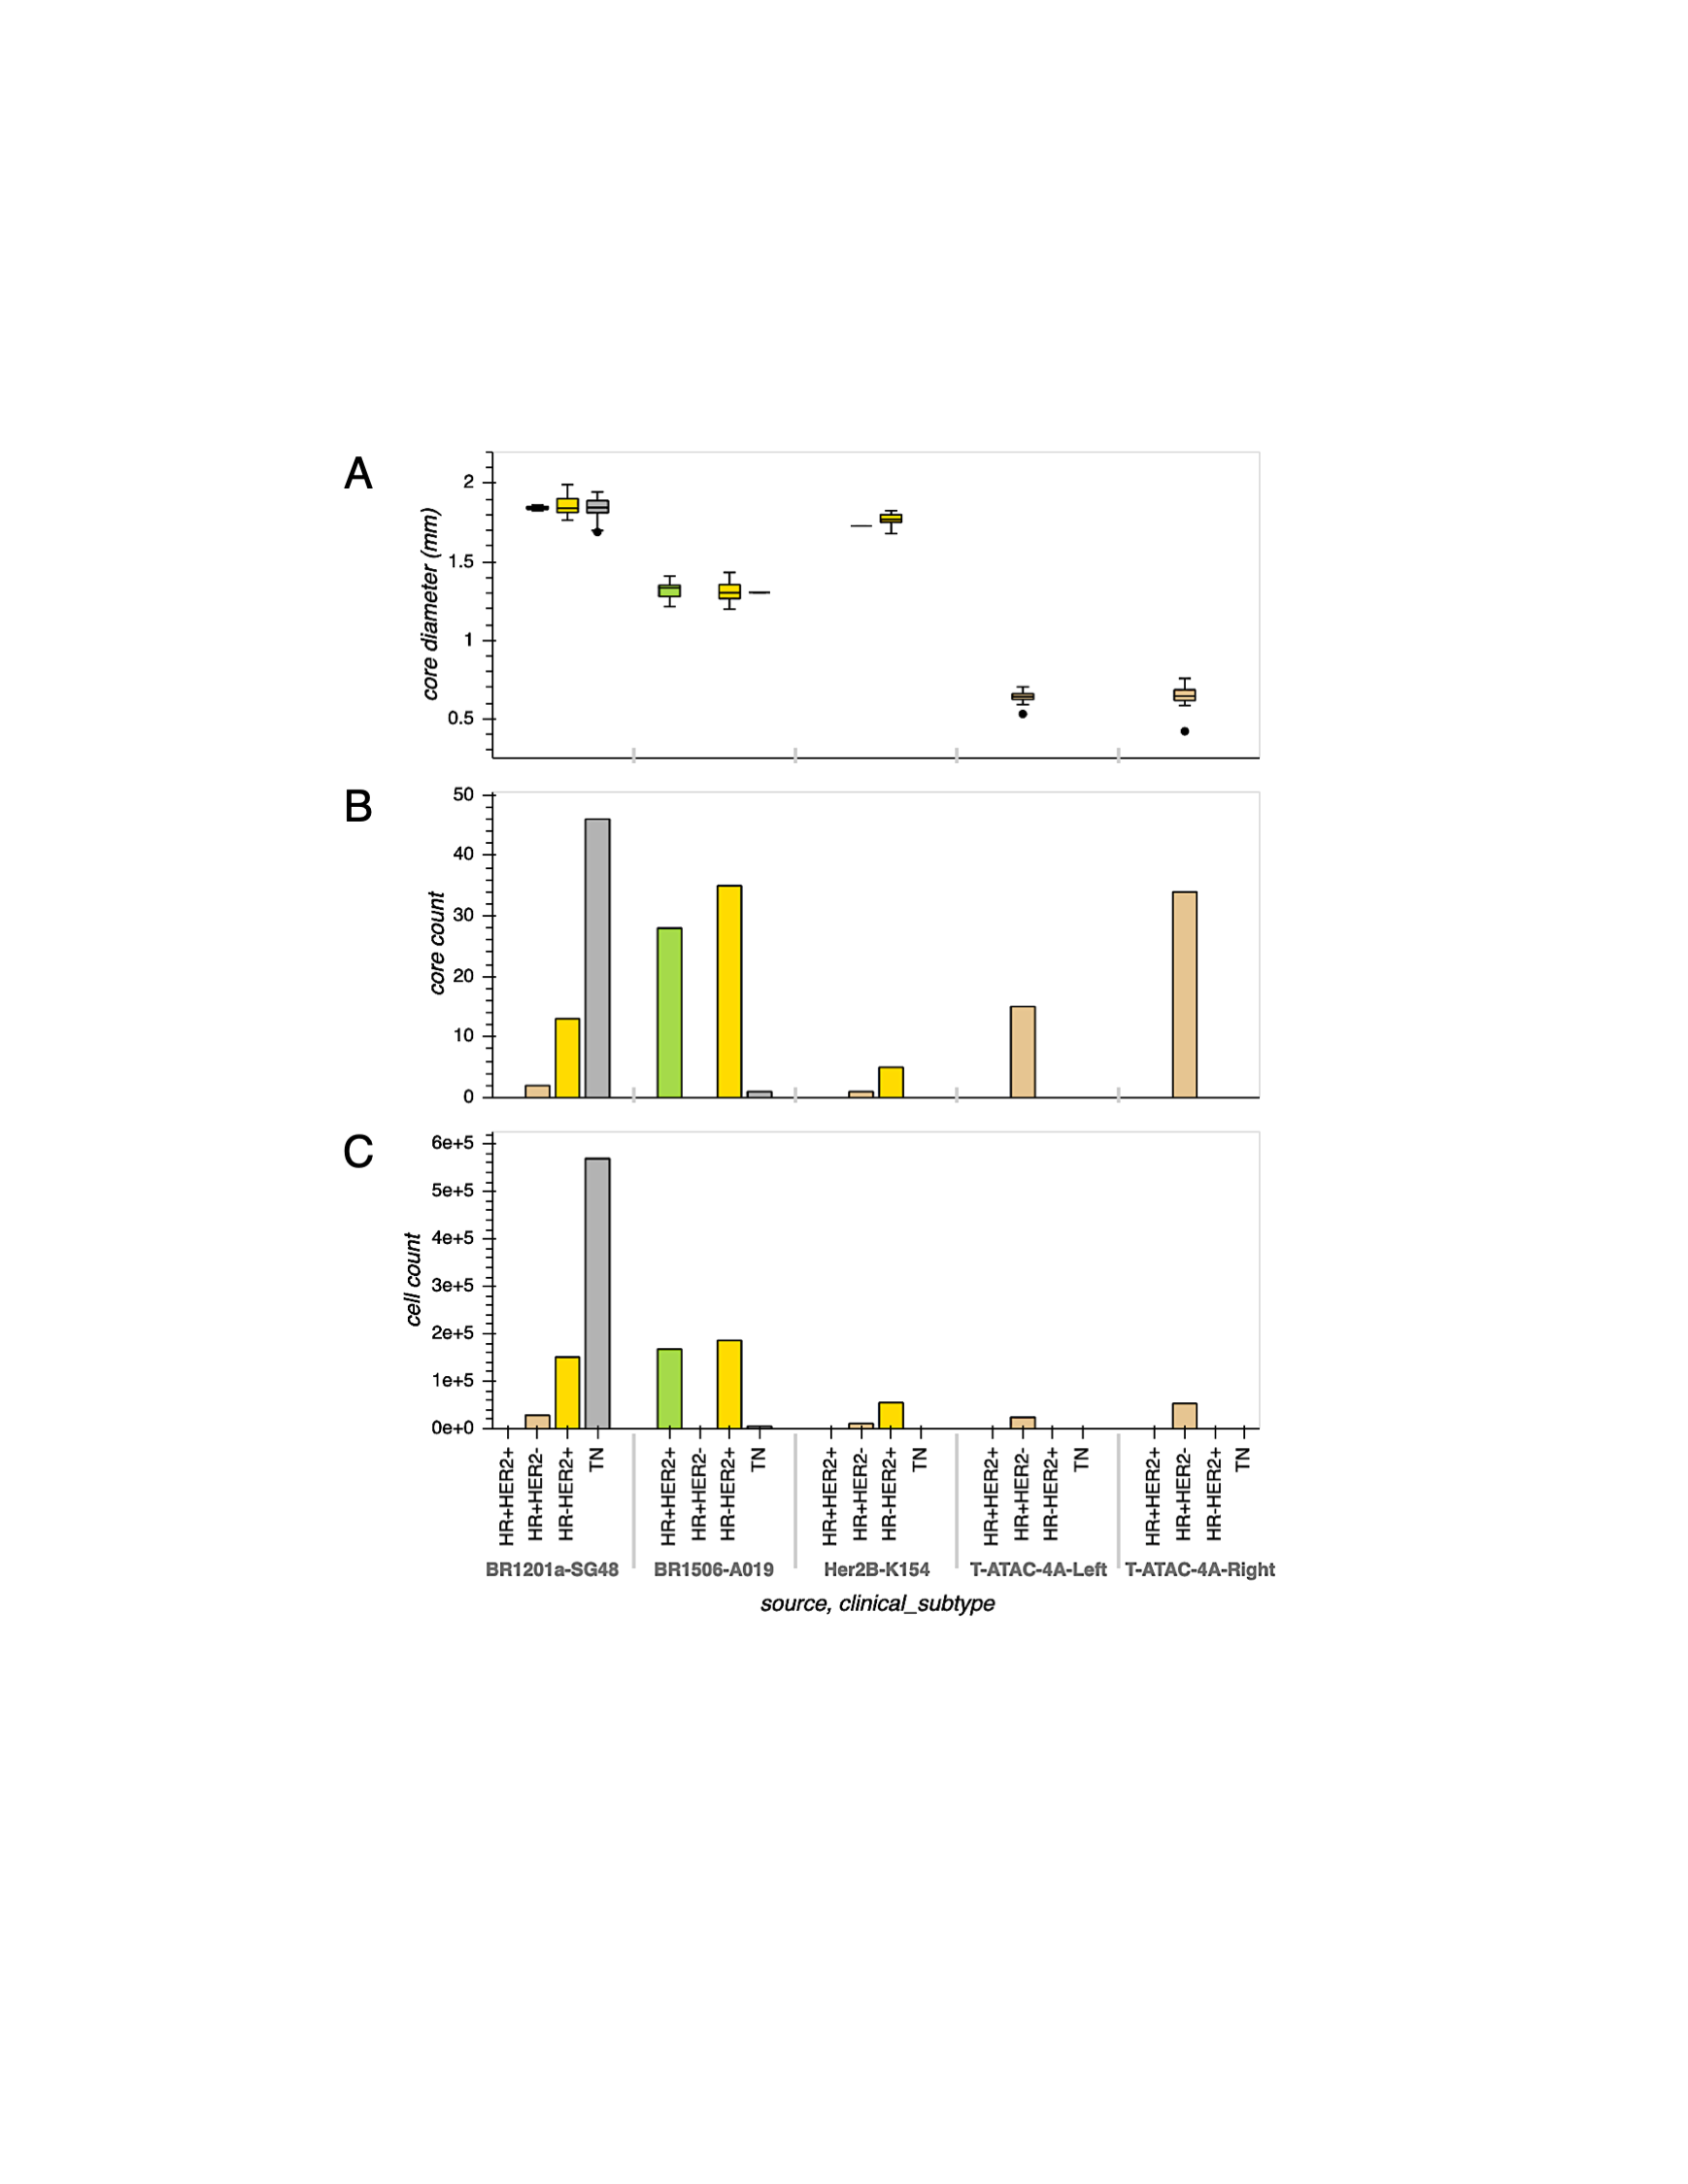 A
core diameter (mm)
2
1.5
1
0.5
B
core count
50
40
30
20
10
0
C
cell count
6e+5
5e+5
4e+5
3e+5
2e+5
1e+5
0e+0
HR+HER2+ HR+HER2- HR-HER2+ TN HR+HER2+ HR+HER2- HR-HER2+ TN HR+HER2+ HR+HER2- HR-HER2+ TN HR+HER2+ HR+HER2- HR-HER2+ TN HR+HER2+ HR+HER2- HR-HER2+ TN
BR1201a-SG48 BR1506-A019 Her2B-K154 T-ATAC-4A-Left T-ATAC-4A-Right
source, clinical_subtype